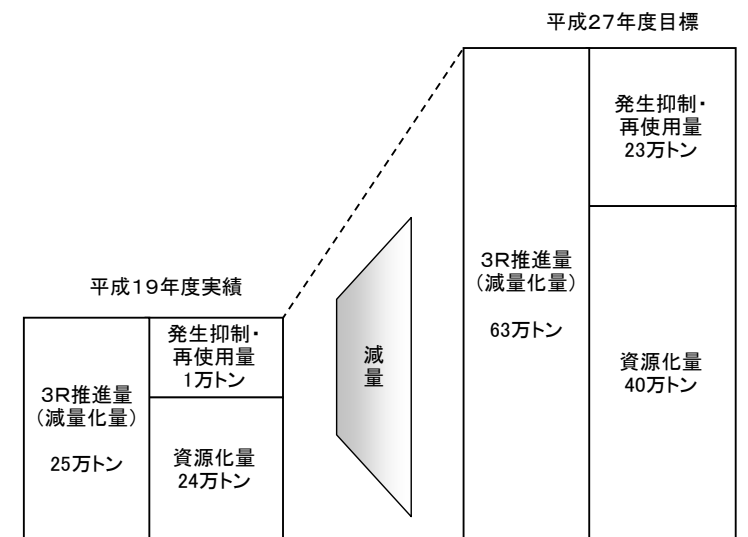 平成27年度目標
発生抑制・
再使用量
23万トン
3R推進量
(減量化量)
63万トン
資源化量
40万トン
減
量
平成19年度実績
発生抑制・
再使用量
1万トン
3R推進量
(減量化量)
25万トン
資源化量
24万トン